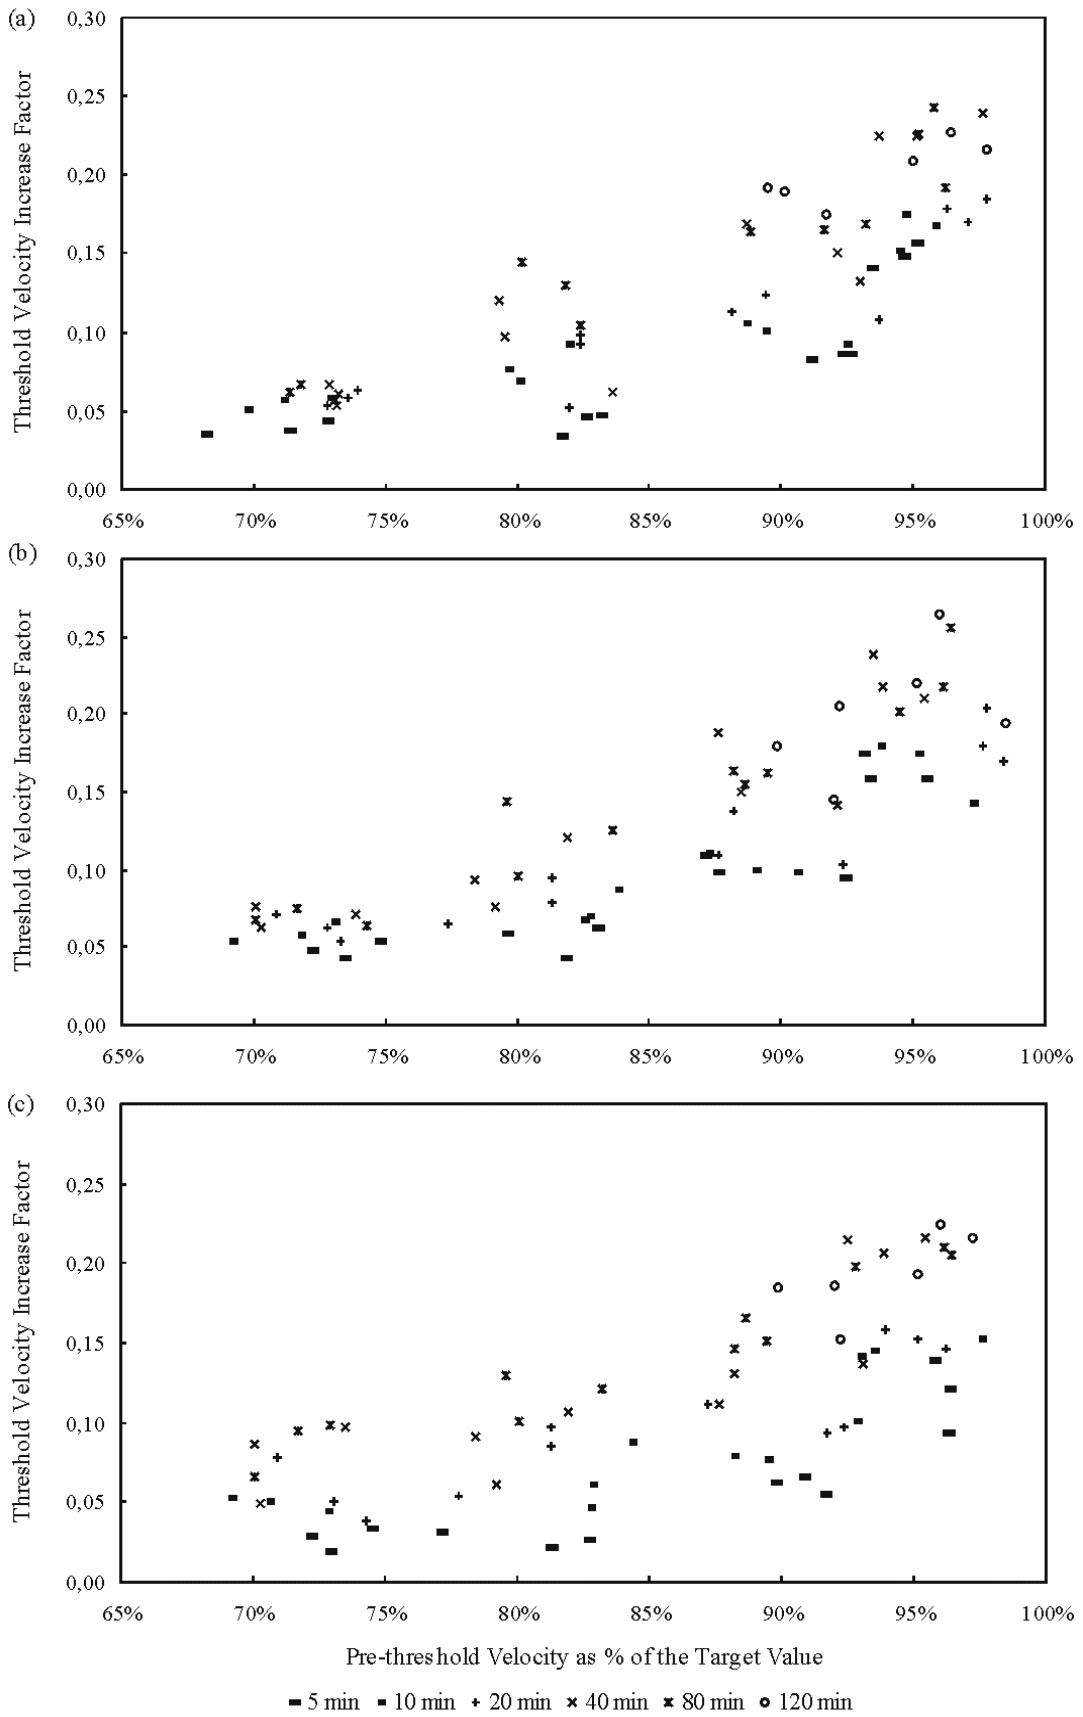 (a)
Threshold Velocity Increase Factor
0,30
0,25
0,20
0,15
0,10
0,05
0,00
65% 70% 75% 80% 85% 90% 95% 100%
(b)
Threshold Velocity Increase Factor
0,30
0,25
0,20
0,15
0,10
0,05
0,00
65% 70% 75% 80% 85% 90% 95% 100%
(c)
Threshold Velocity Increase Factor
0,30
0,25
0,20
0,15
0,10
0,05
0,00
65% 70% 75% 80% 85% 90% 95% 100%
Pre-threshold Velocity as % of the Target Value
5 min 10 min 20 min 40 min 80 min 120 min